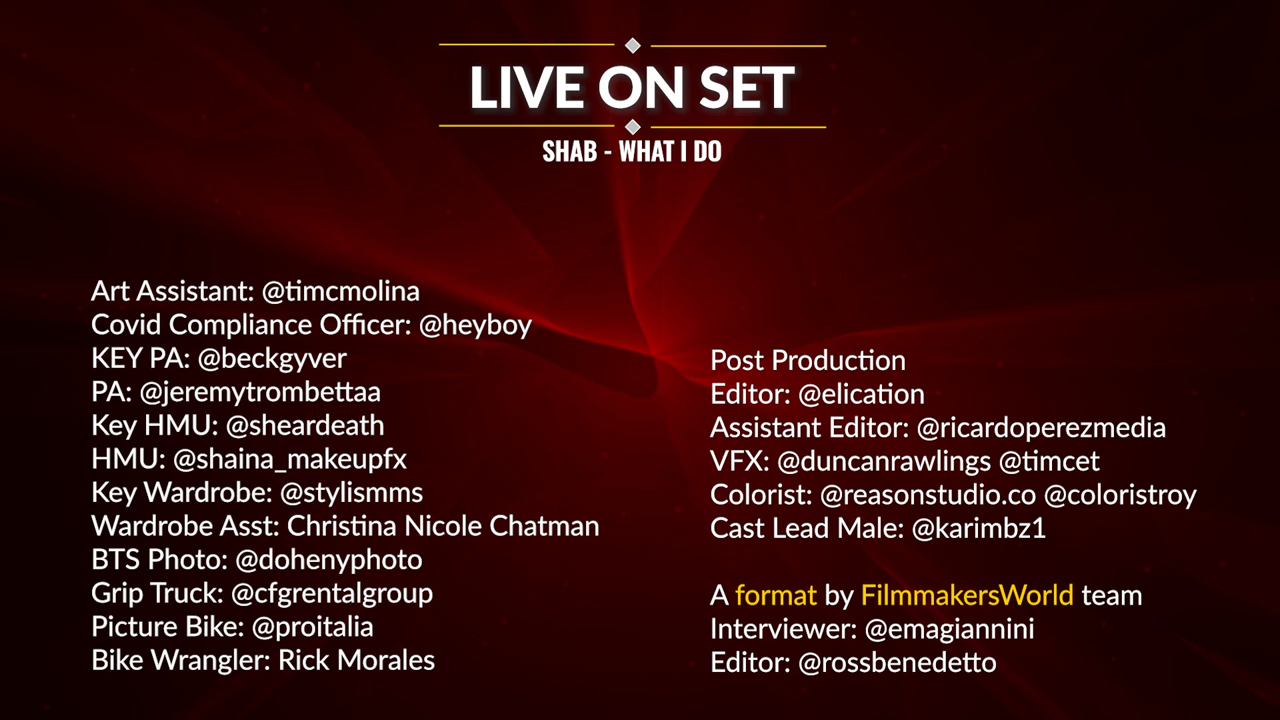 LIVE ON SET
SHAB - WHAT I DO
Art Assistant: @timcmolina
Covid Compliance Officer: @heyboy
KEY PA: @beckgyver
PA: @jeremytrombettaa
Key HMU: @sheardeath
HMU: @shaina_makeupfx
Key Wardrobe: @stylismms
Wardrobe Asst: Christina Nicole Chatman
BTS Photo: @dohenyphoto
Grip Truck: @cfgrentalgroup
Picture Bike: @proitalia
Bike Wrangler: Rick Morales
Post Production
Editor: @elication
Assistant Editor: @ricardoperezmedia
VFX: @duncanrawlings @timcet
Colorist: @reasonstudio.co @coloristroy
Cast Lead Male: @karimbz1
A format by FilmmakersWorld team
Interviewer: @emagiannini
Editor: @rossbenedetto